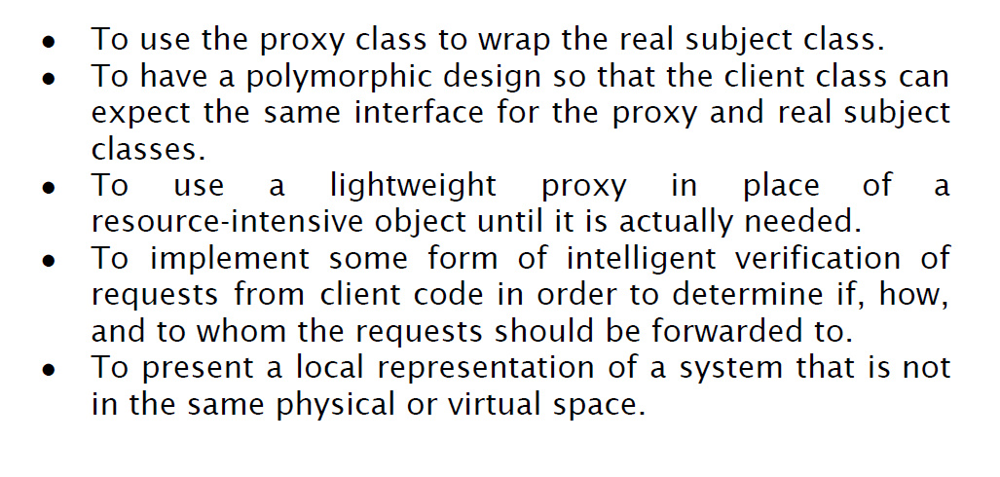 ● To use the proxy class to wrap the real subject class.
● To have a polymorphic design so that the client class can
expect the same interface for the proxy and real subject
classes.
● To use a lightweight proxy in place of a
resource-intensive object until it is actually needed.
● To implement some form of intelligent verification of
requests from client code in order to determine if, how,
and to whom the requests should be forwarded to.
● To present a local representation of a system that is not
in the same physical or virtual space.